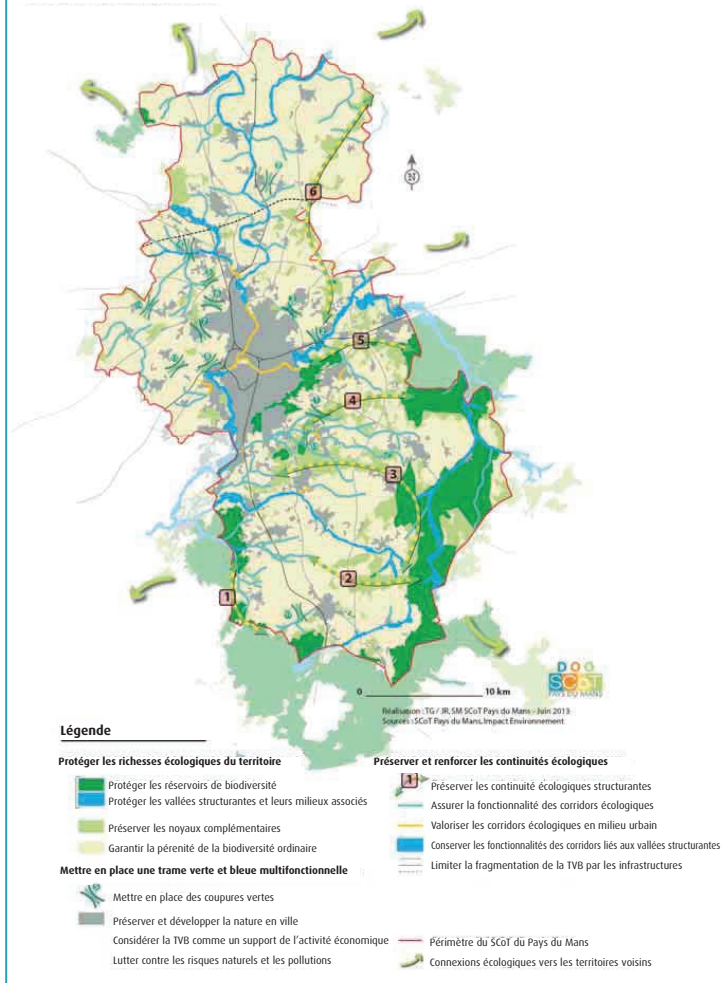 6
N
5
4
3
2
1
DOO
SCoT
PAYS DU MANS
0 10 km
Réalisation : TG / JR, SM SCoT Pays du Mans - Juin 2013
Sources : SCoT Pays du Mans, Impact Environnement
Légende
Protéger les richesses écologiques du territoire
Protéger les réservoirs de biodiversité
Protéger les vallées structurantes et leurs milieux associés
Préserver les noyaux complémentaires
Garantir la pérenité de la biodiversité ordinaire
Mettre en place une trame verte et bleue multifonctionnelle
Mettre en place des coupures vertes
Préserver et développer la nature en ville
Considérer la TVB comme un support de l'activité économique
Lutter contre les risques naturels et les pollutions
Préserver et renforcer les continuités écologiques
1
Préserver les continuité écologiques structurantes
Assurer la fonctionnalité des corridors écologiques
Valoriser les corridors écologiques en milieu urbain
Conserver les fonctionnalités des corridors liés aux vallées structurantes
Limiter la fragmentation de la TVB par les infrastructures
Périmètre du SCoT du Pays du Mans
Connexions écologiques vers les territoires voisins